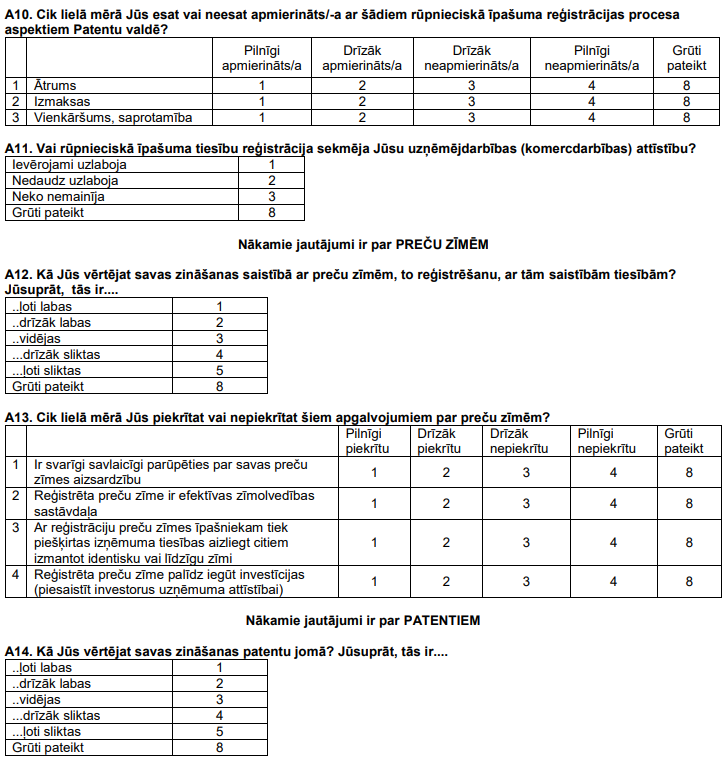 A10. Cik lielā mērā Jūs esat vai neesat apmierināts/-a ar šādiem rūpnieciskā īpašuma reģistrācijas procesa
aspektiem Patentu valdē?
Pilnīgi apmierināts/a Drīzāk apmierināts/a Drīzāk neapmierināts/a Pilnīgi neapmierināts/a Grūti pateikt
1 Ātrums 1 2 3 4 8
2 Izmaksas 1 2 3 4 8
3 Vienkāršums, saprotamība 1 2 3 4 8
A11. Vai rūpnieciskā īpašuma tiesību reģistrācija sekmēja Jūsu uzņēmējdarbības (komercdarbības) attīstību?
Ievērojami uzlaboja 1
Nedaudz uzlaboja 2
Neko nemainīja 3
Grūti pateikt 8
Nākamie jautājumi ir par PREČU ZĪMĒM
A12. Kā Jūs vērtējat savas zināšanas saistībā ar preču zīmēm, to reģistrēšanu, ar tām saistībām tiesībām?
Jūsuprāt, tās ir....
..ļoti labas 1
..drīzāk labas 2
..vidējas 3
...drīzāk sliktas 4
...ļoti sliktas 5
Grūti pateikt 8
A13. Cik lielā mērā Jūs piekrītat vai nepiekrītat šiem apgalvojumiem par preču zīmēm?
Pilnīgi piekrītu Drīzāk piekrītu Drīzāk nepiekrītu Pilnīgi nepiekrītu Grūti pateikt
1 Ir svarīgi savlaicīgi parūpēties par savas preču
zīmes aizsardzību 1 2 3 4 8
2 Reģistrēta preču zīme ir efektīvas zīmolvedības
sastāvdaļa 1 2 3 4 8
3 Ar reģistrāciju preču zīmes īpašniekam tiek
piešķirtas izņēmuma tiesības aizliegt citiem
izmantot identisku vai līdzīgu zīmi 1 2 3 4 8
4 Reģistrēta preču zīme palīdz iegūt investīcijas
(piesaistīt investorus uzņēmuma attīstībai) 1 2 3 4 8
Nākamie jautājumi ir par PATENTIEM
A14. Kā Jūs vērtējat savas zināšanas patentu jomā? Jūsuprāt, tās ir....
..ļoti labas 1
..drīzāk labas 2
..vidējas 3
...drīzāk sliktas 4
...ļoti sliktas 5
Grūti pateikt 8